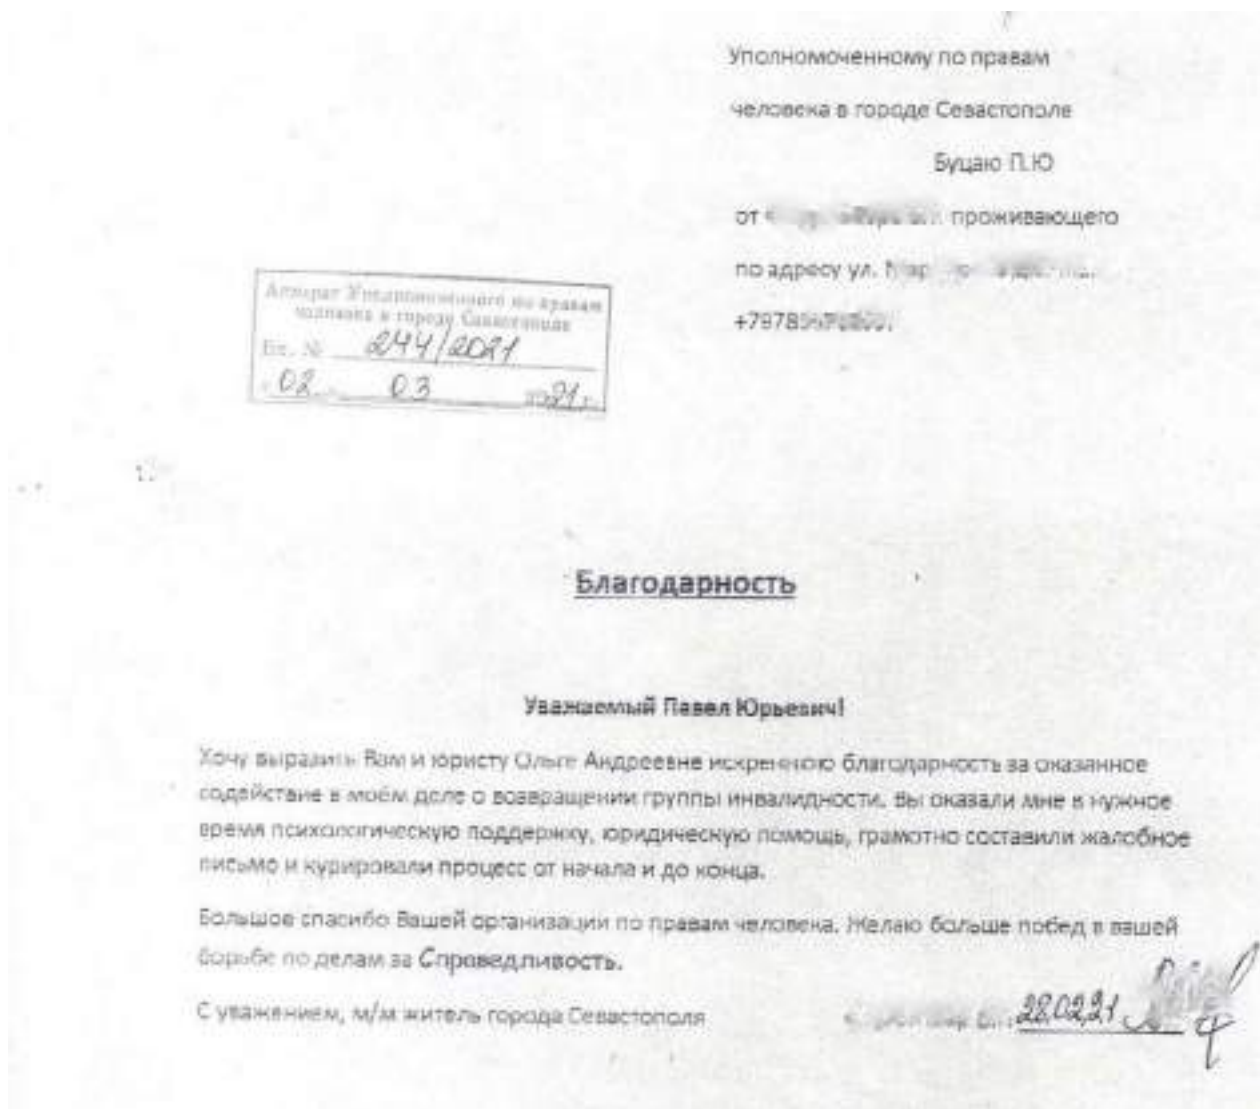 Уполномоченному по правам
человека в городе Севастополе
Буцаю П.Ю
от проживающего
по адресу ул.
Аппарат Уполномоченного по правам
человека в городе Севастополе
Вх. № 244/2021
02 03 2021 г.
Благодарность
Уважаемый Павел Юрьевич!
Хочу выразить Вам и юристу Ольге Андреевне искреннюю благодарность за оказанное
содействие в моём деле о возвращении группы инвалидности. Вы оказали мне в нужное
время психологическую поддержку, юридическую помощь, грамотно составили жалобное
письмо и курировали процесс от начала и до конца.
Большое спасибо Вашей организации по правам человека. Желаю больше побед в вашей
борьбе по делам за Справедливость.
С уважением, м/м житель города Севастополя 28.02.21